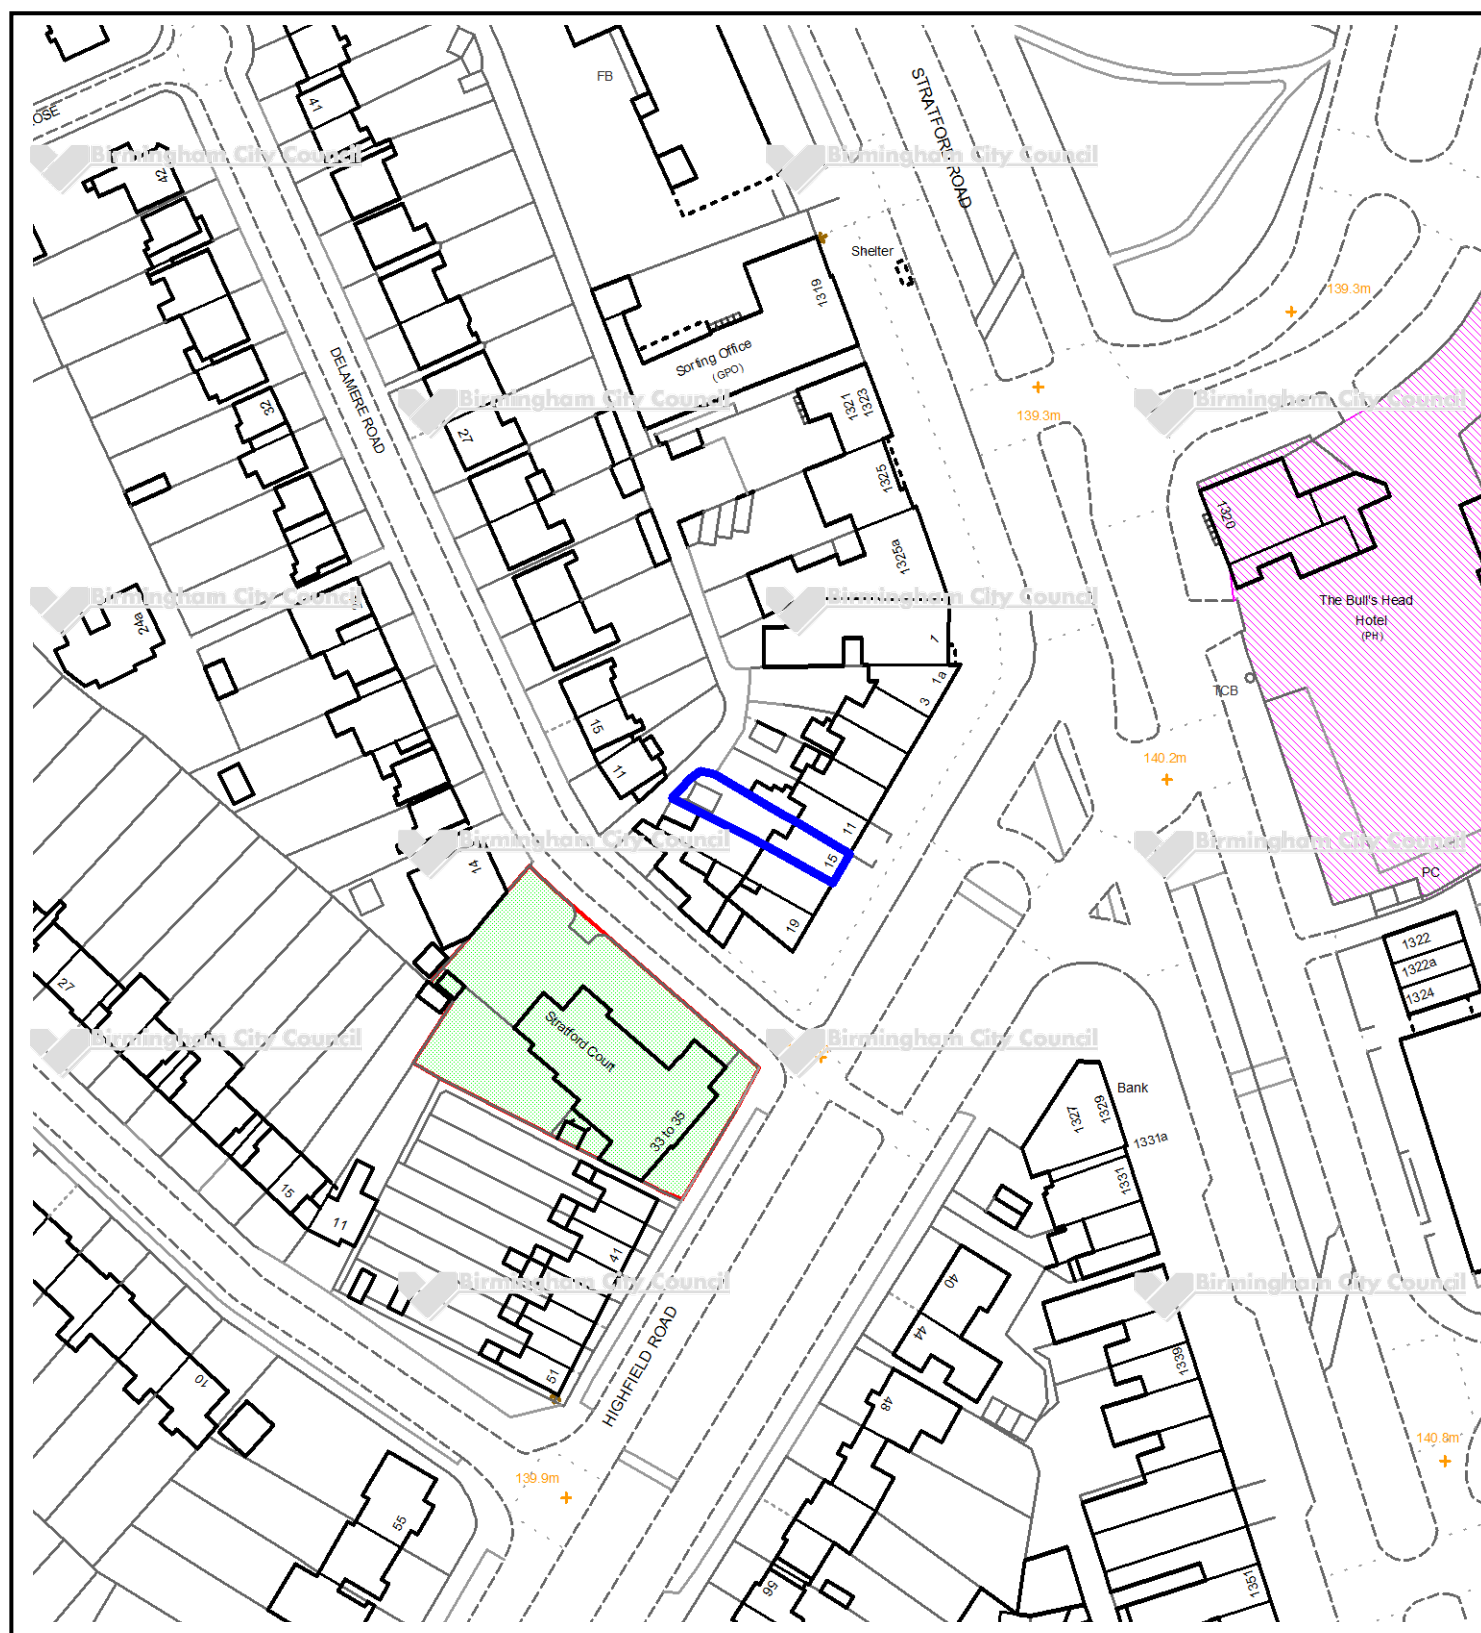 FB
STRATFORD ROAD
41
LOSE
Birmingham City Council
Birmingham City Council
42
Shelter
139.3m
1319
Sorting Office
(GPO)
DELAMERE ROAD
139.3m
Birmingham City Council
Birmingham City Council
32
27
1321
1323
1325
1320
1325a
Birmingham City Council
Birmingham City Council
The Bull's Head
Hotel
(PH)
24a
1
1a
3
TCB
15
11
140.2m
11
15
Birmingham City Council
Birmingham City Council
14
PC
19
1322
1322a
1324
27
Stratford Court
Birmingham City Council
Birmingham City Council
33 to 35
Bank
1327
1329
1331a
1331
15
11
41
Birmingham City Council
Birmingham City Council
40
44
1339
51
HIGHFIELD ROAD
10
48
140.8m
139.9m
55
56
1351